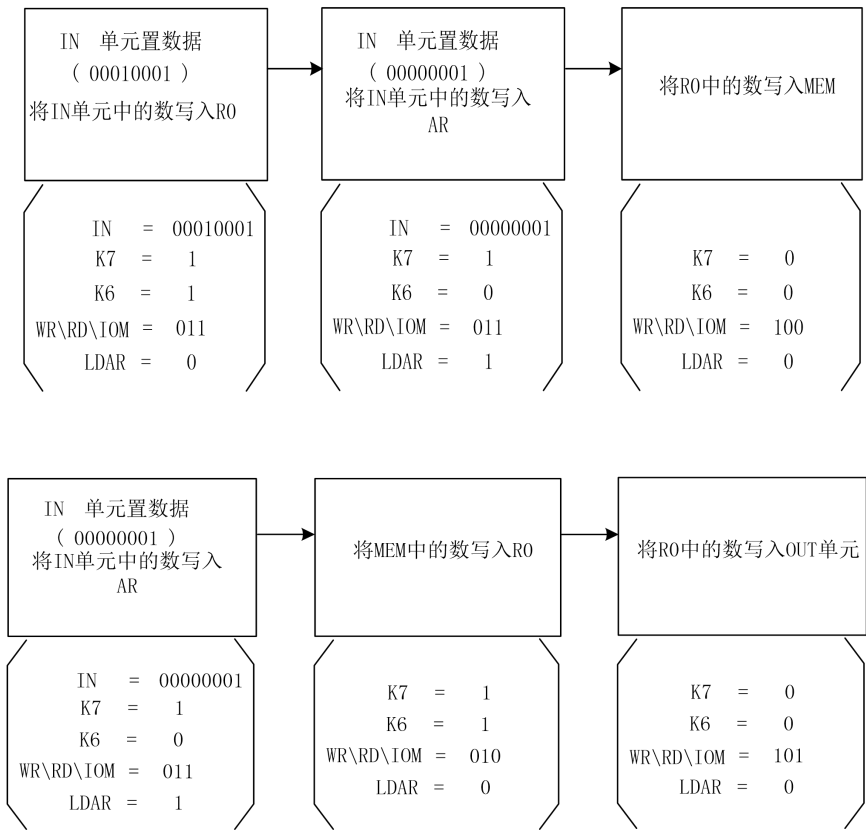 IN 单元置数据
( 00010001 )
将IN单元中的数写入R0
IN 单元置数据
( 00000001 )
将IN单元中的数写入
AR
将R0中的数写入MEM
IN = 00010001
K7 = 1
K6 = 1
WR\RD\IOM = 011
LDAR = 0
IN = 00000001
K7 = 1
K6 = 0
WR\RD\IOM = 011
LDAR = 1
K7 = 0
K6 = 0
WR\RD\IOM = 100
LDAR = 0
IN 单元置数据
( 00000001 )
将IN单元中的数写入
AR
将MEM中的数写入R0
将R0中的数写入OUT单元
IN = 00000001
K7 = 1
K6 = 0
WR\RD\IOM = 011
LDAR = 1
K7 = 1
K6 = 1
WR\RD\IOM = 010
LDAR = 0
K7 = 0
K6 = 0
WR\RD\IOM = 101
LDAR = 0